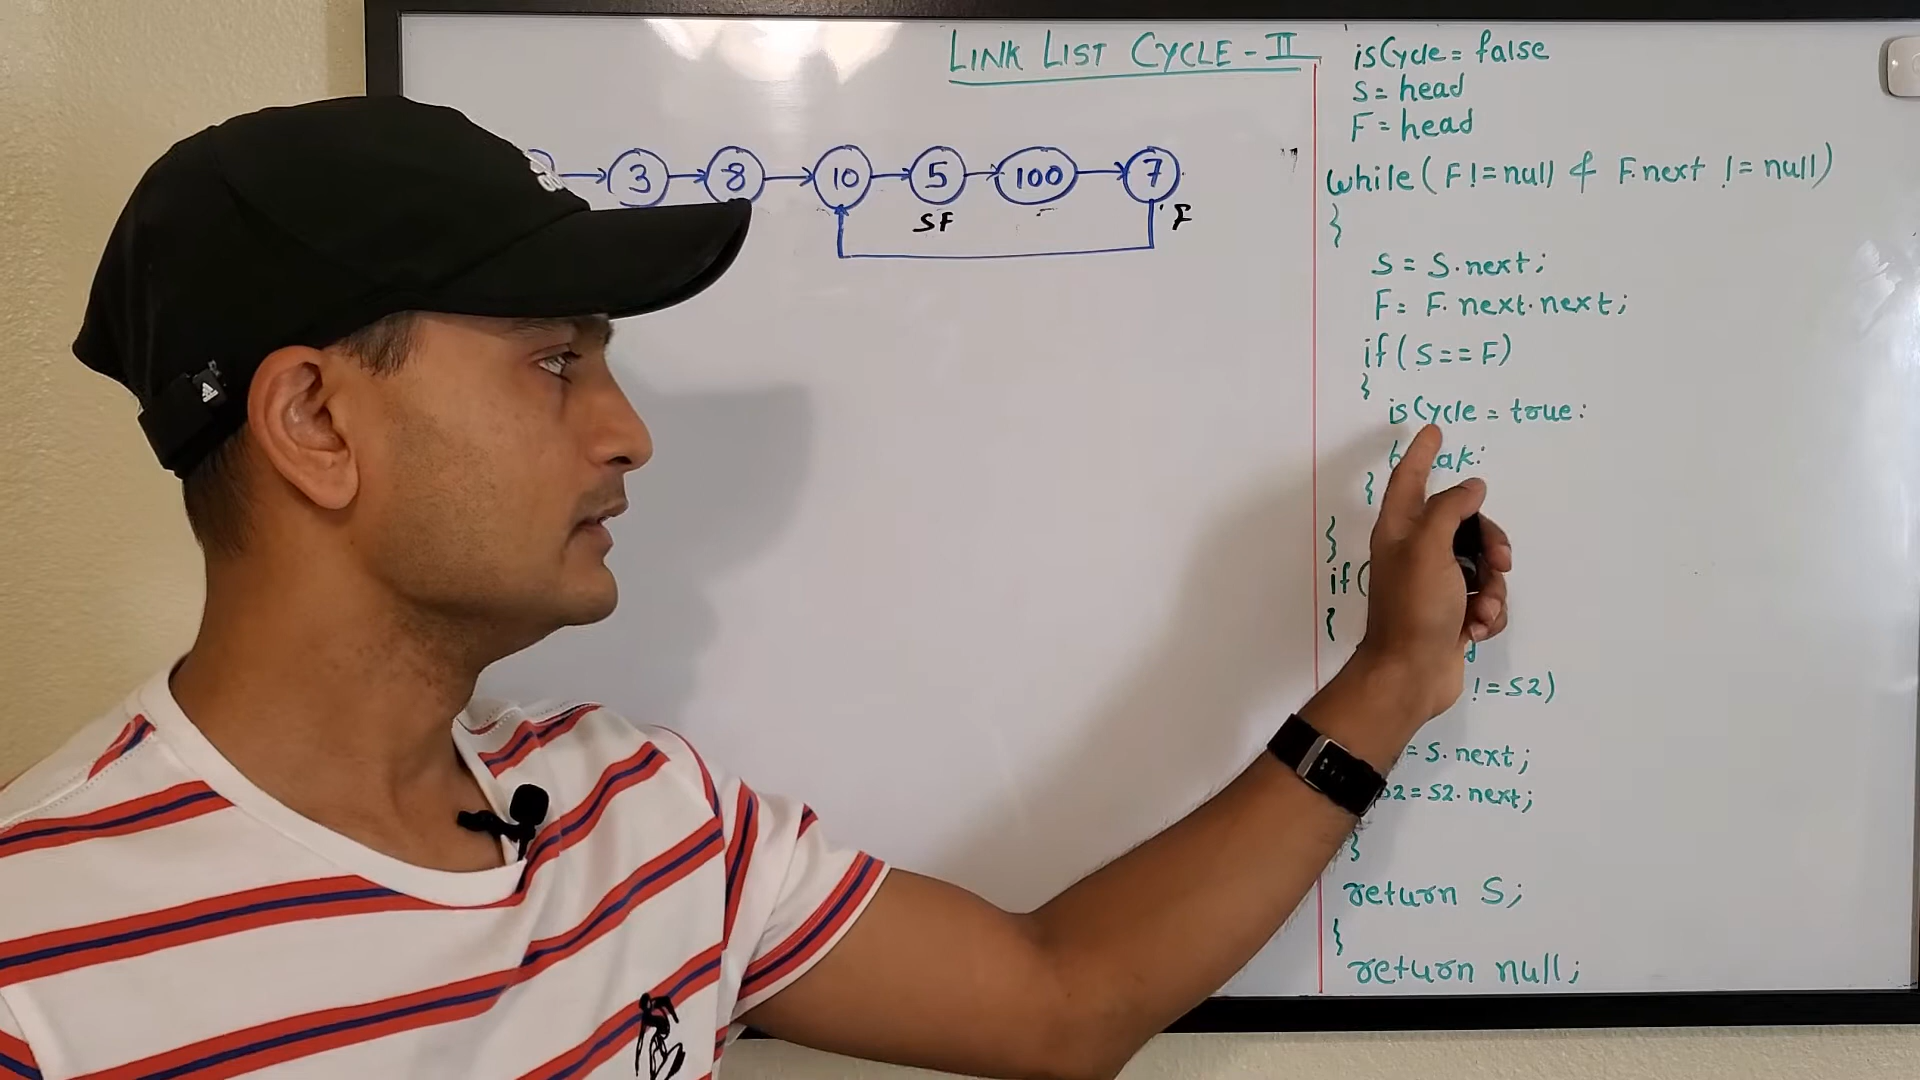 LINK LIST CYCLE - II
3 8 10 5 100 7
SF F
isCycle = false
S = head
F = head
while ( F != null & F.next != null )
{
S = S.next;
F = F.next.next;
if ( S == F )
{
isCycle = true:
}
}
if (
{
!= S2 )
= S.next;
S2 = S2.next;
}
return S;
}
return null;